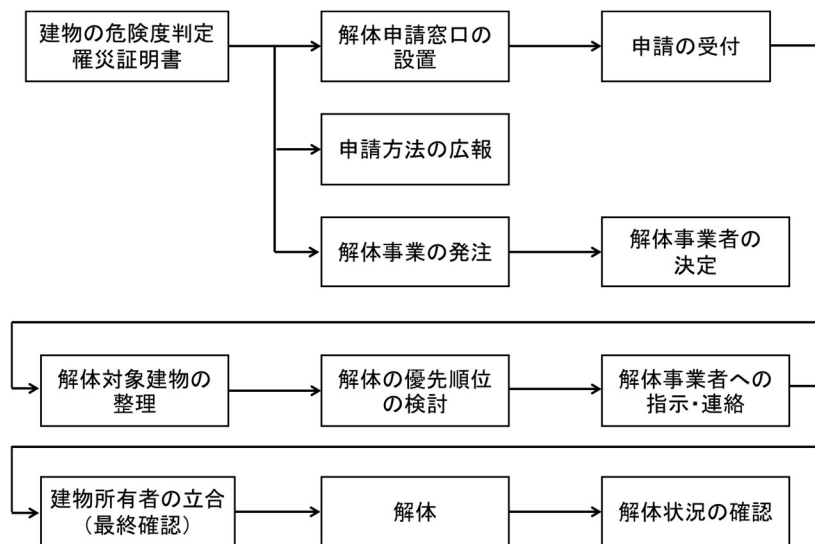 建物の危険度判定
罹災証明書
解体申請窓口の
設置
申請の受付
申請方法の広報
解体事業の発注
解体事業者の
決定
解体対象建物の
整理
解体の優先順位
の検討
解体事業者への
指示・連絡
建物所有者の立合
（最終確認）
解体
解体状況の確認